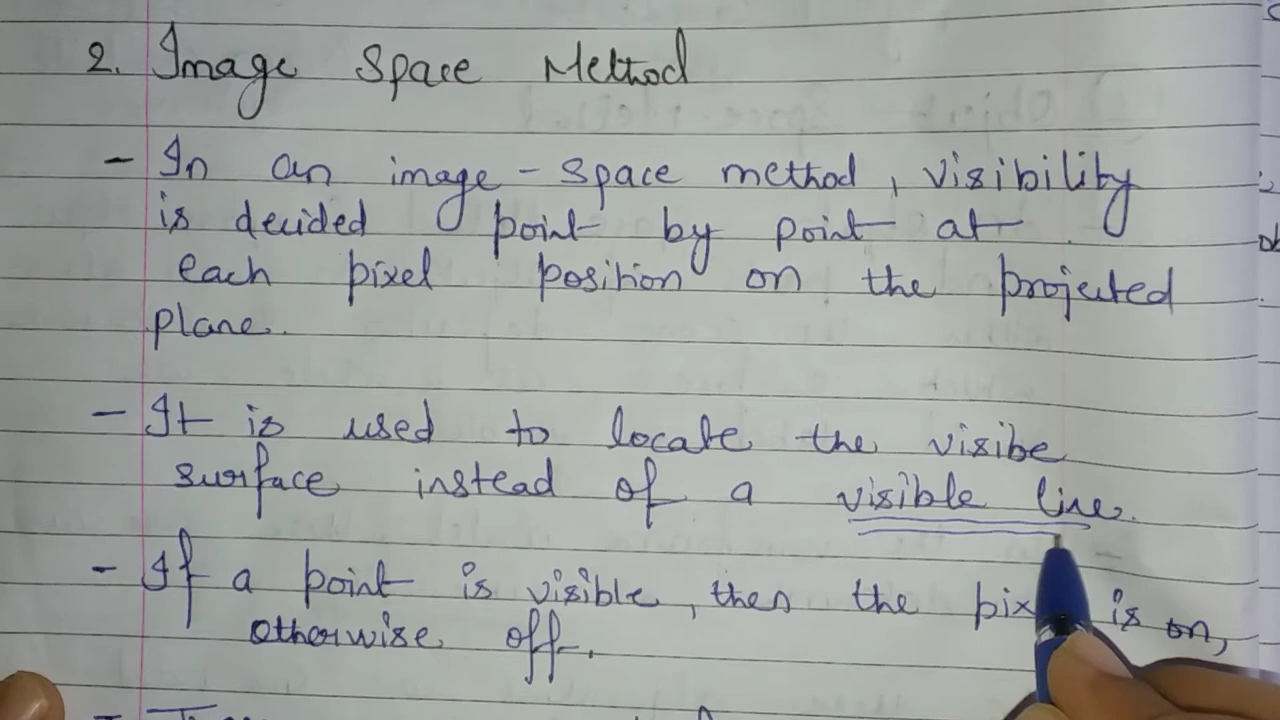 2. Image Space Method
- In an image-space method, visibility
is decided point by point at
each pixel position on the projected
plane.
- It is used to locate the visibe
surface instead of a visible line.
- If a point is visible, then the pix is on,
otherwise off.